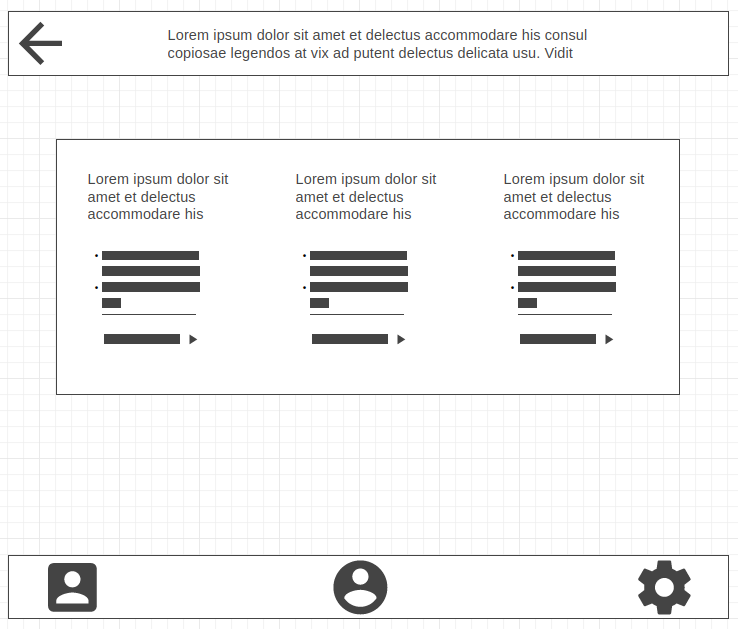 Lorem ipsum dolor sit amet et delectus accommodare his consul
copiosae legendos at vix ad putent delectus delicata usu. Vidit
Lorem ipsum dolor sit
amet et delectus
accommodare his
Lorem ipsum dolor sit
amet et delectus
accommodare his
Lorem ipsum dolor sit
amet et delectus
accommodare his